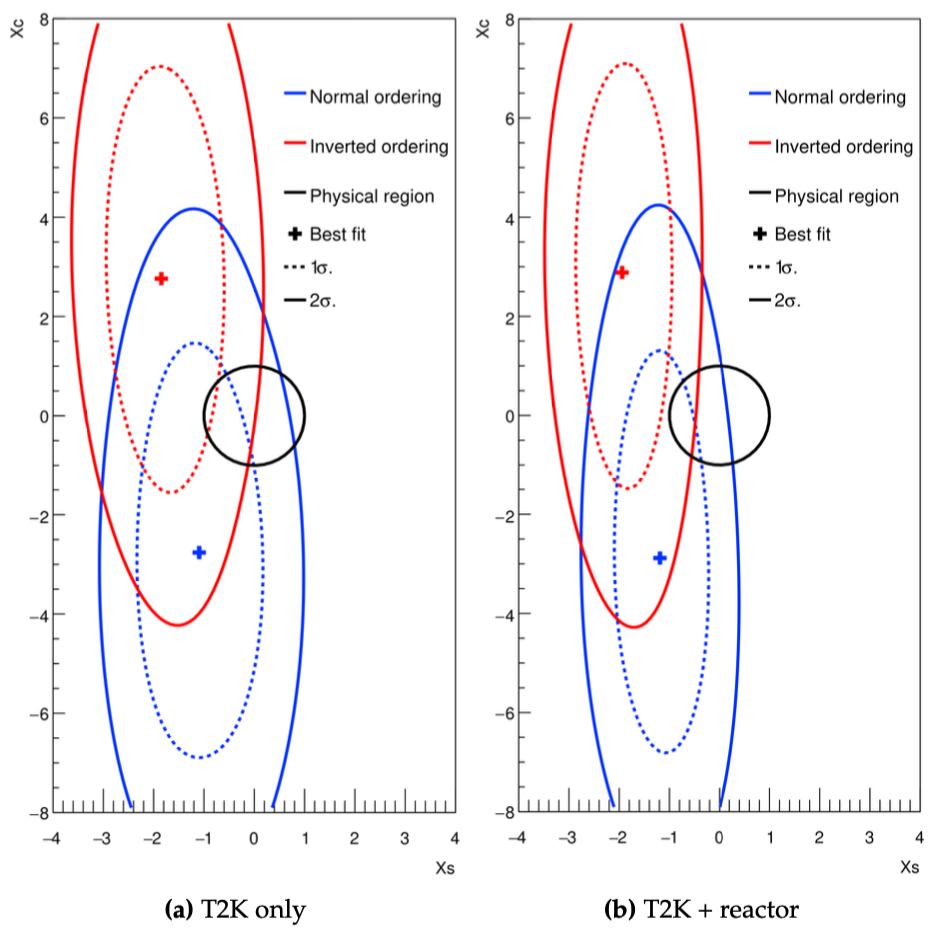 Xc
8
6
4
2
0
−2
−4
−6
−8
−4
−3
−2
−1
0
1
2
3
4
Xs
Normal ordering
Inverted ordering
Physical region
Best fit
1σ.
2σ.
(a) T2K only
Xc
8
6
4
2
0
−2
−4
−6
−8
−4
−3
−2
−1
0
1
2
3
4
Xs
Normal ordering
Inverted ordering
Physical region
Best fit
1σ.
2σ.
(b) T2K + reactor